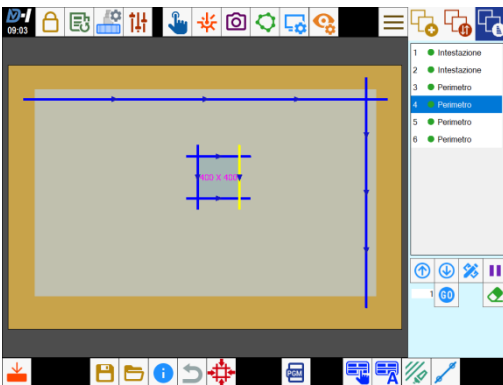 09:03
1 Intestazione
2 Intestazione
3 Perimetro
4 Perimetro
5 Perimetro
6 Perimetro
400 X 400
1 GO
PGM
A